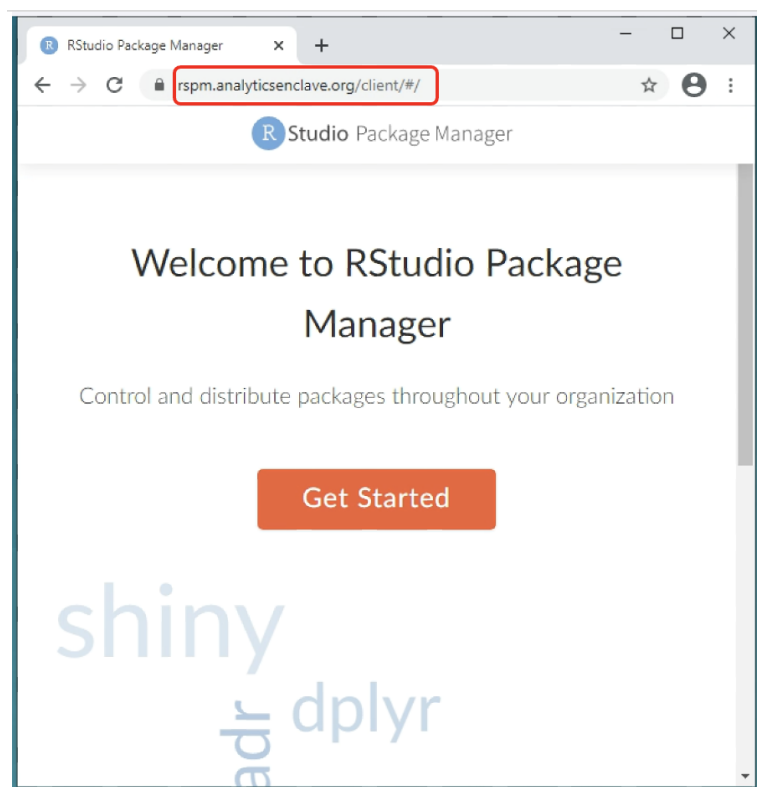 RStudio Package Manager
rspm.analyticsenclave.org/client/#/
R Studio Package Manager
Welcome to RStudio Package
Manager
Control and distribute packages throughout your organization
Get Started
shiny
dplyr
adr